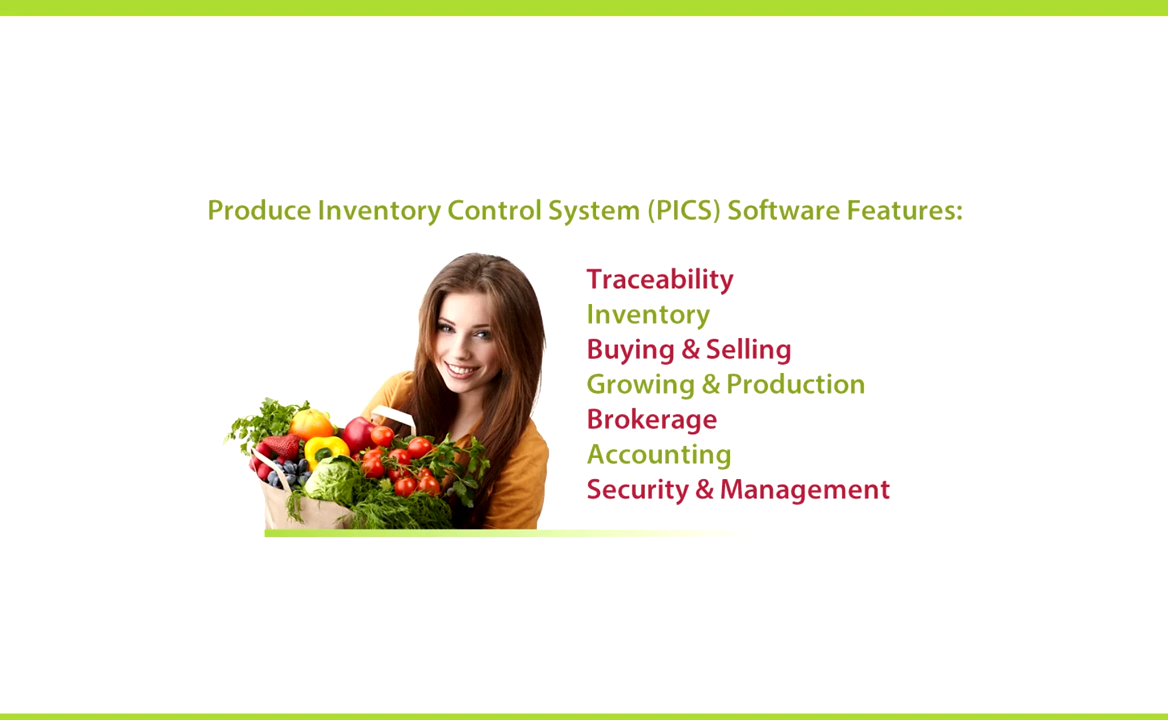 Produce Inventory Control System (PICS) Software Features:
Traceability
Inventory
Buying & Selling
Growing & Production
Brokerage
Accounting
Security & Management